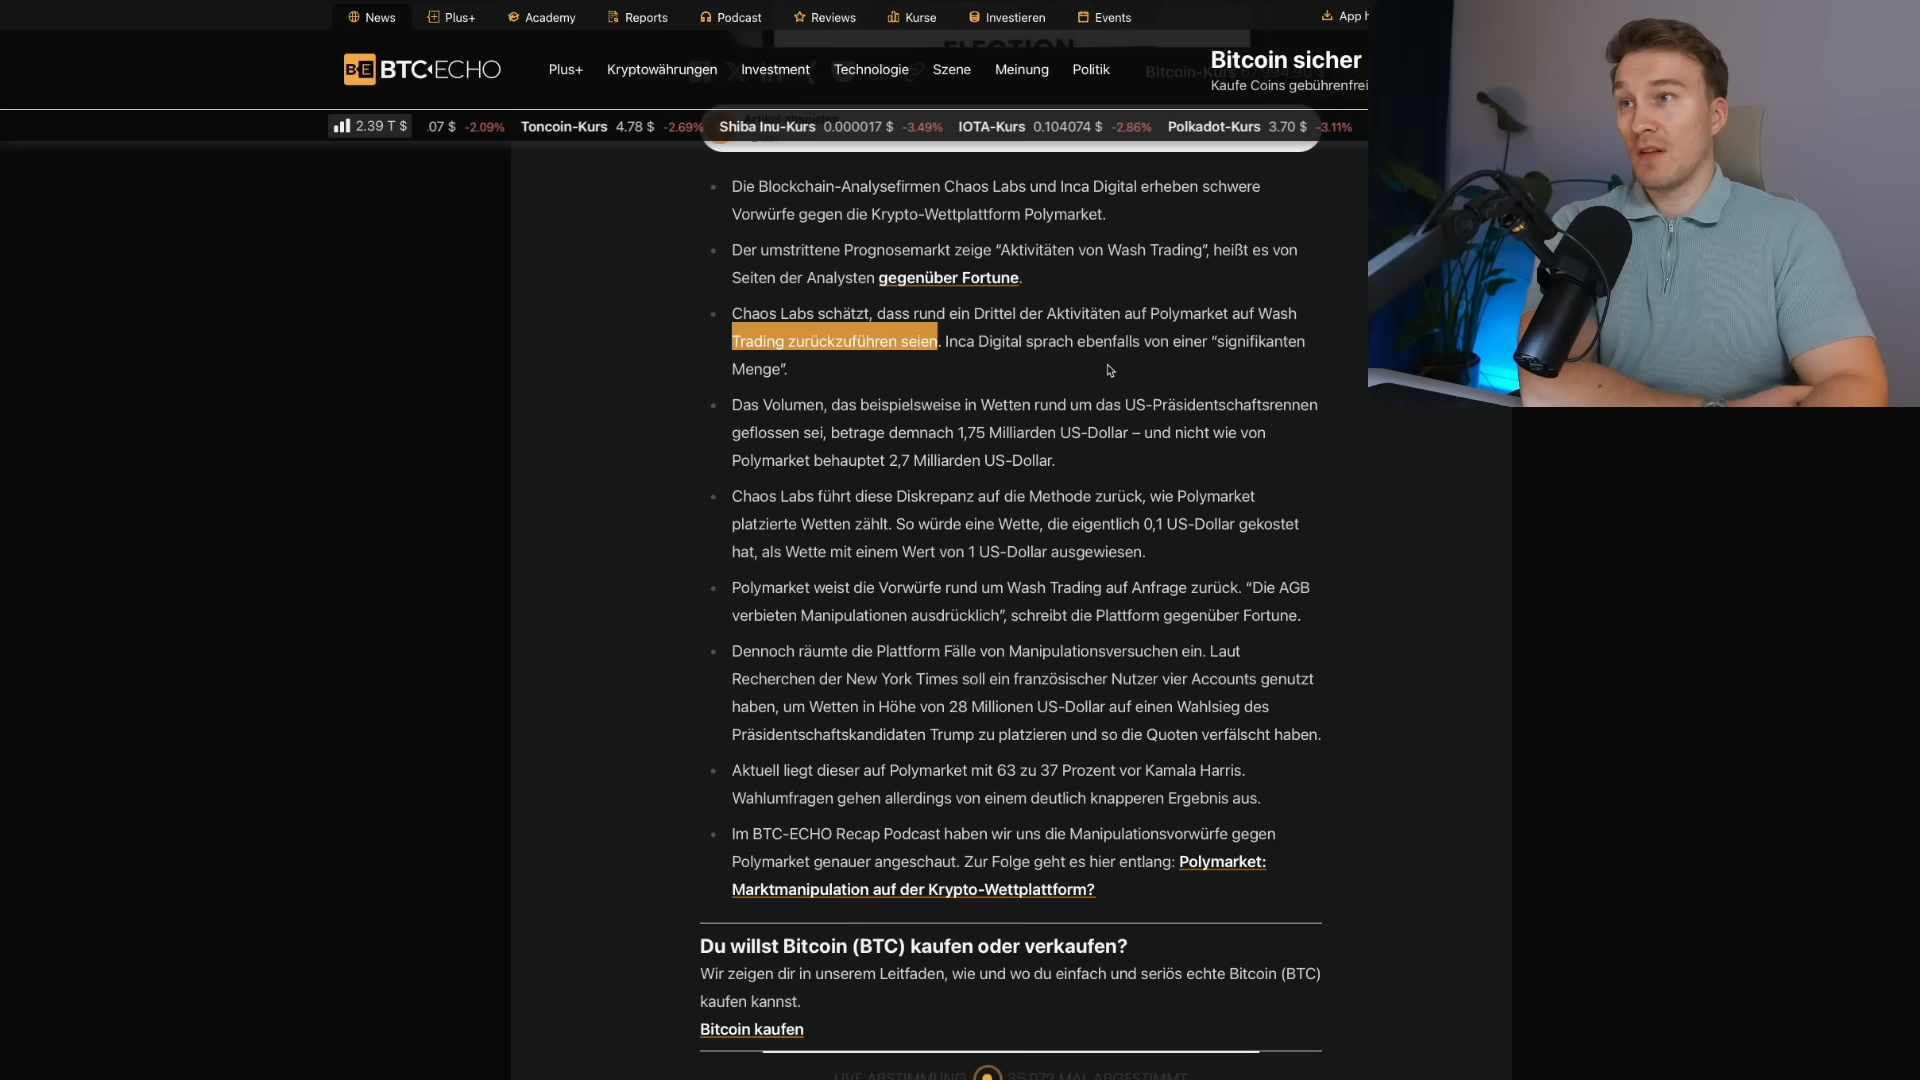 News Plus+ Academy Reports Podcast Reviews Kurse Investieren Events App
BE BTC ECHO Plus+ Kryptowährungen Investment Technologie Szene Meinung Politik Bitcoin sicher
Kaufe Coins gebührenfrei
ELECTION
2.39 T $ .07 $ -2.09% Toncoin-Kurs 4.78 $ -2.69% Shiba Inu-Kurs 0.000017 $ -3.49% IOTA-Kurs 0.104074 $ -2.86% Polkadot-Kurs 3.70 $ -3.11%
Die Blockchain-Analysefirmen Chaos Labs und Inca Digital erheben schwere
Vorwürfe gegen die Krypto-Wettplattform Polymarket.
Der umstrittene Prognosemarkt zeige “Aktivitäten von Wash Trading”, heißt es von
Seiten der Analysten gegenüber Fortune.
Chaos Labs schätzt, dass rund ein Drittel der Aktivitäten auf Polymarket auf Wash
Trading zurückzuführen seien. Inca Digital sprach ebenfalls von einer “signifikanten
Menge”.
Das Volumen, das beispielsweise in Wetten rund um das US-Präsidentschaftsrennen
geflossen sei, betrage demnach 1,75 Milliarden US-Dollar – und nicht wie von
Polymarket behauptet 2,7 Milliarden US-Dollar.
Chaos Labs führt diese Diskrepanz auf die Methode zurück, wie Polymarket
platzierte Wetten zählt. So würde eine Wette, die eigentlich 0,1 US-Dollar gekostet
hat, als Wette mit einem Wert von 1 US-Dollar ausgewiesen.
Polymarket weist die Vorwürfe rund um Wash Trading auf Anfrage zurück. “Die AGB
verbieten Manipulationen ausdrücklich”, schreibt die Plattform gegenüber Fortune.
Dennoch räumte die Plattform Fälle von Manipulationsversuchen ein. Laut
Recherchen der New York Times soll ein französischer Nutzer vier Accounts genutzt
haben, um Wetten in Höhe von 28 Millionen US-Dollar auf einen Wahlsieg des
Präsidentschaftskandidaten Trump zu platzieren und so die Quoten verfälscht haben.
Aktuell liegt dieser auf Polymarket mit 63 zu 37 Prozent vor Kamala Harris.
Wahlumfragen gehen allerdings von einem deutlich knapperen Ergebnis aus.
Im BTC-ECHO Recap Podcast haben wir uns die Manipulationsvorwürfe gegen
Polymarket genauer angeschaut. Zur Folge geht es hier entlang: Polymarket:
Marktmanipulation auf der Krypto-Wettplattform?
Du willst Bitcoin (BTC) kaufen oder verkaufen?
Wir zeigen dir in unserem Leitfaden, wie und wo du einfach und seriös echte Bitcoin (BTC)
kaufen kannst.
Bitcoin kaufen
LIVE ABSTIMMUNG 35.072 MAL ABGESTIMMT